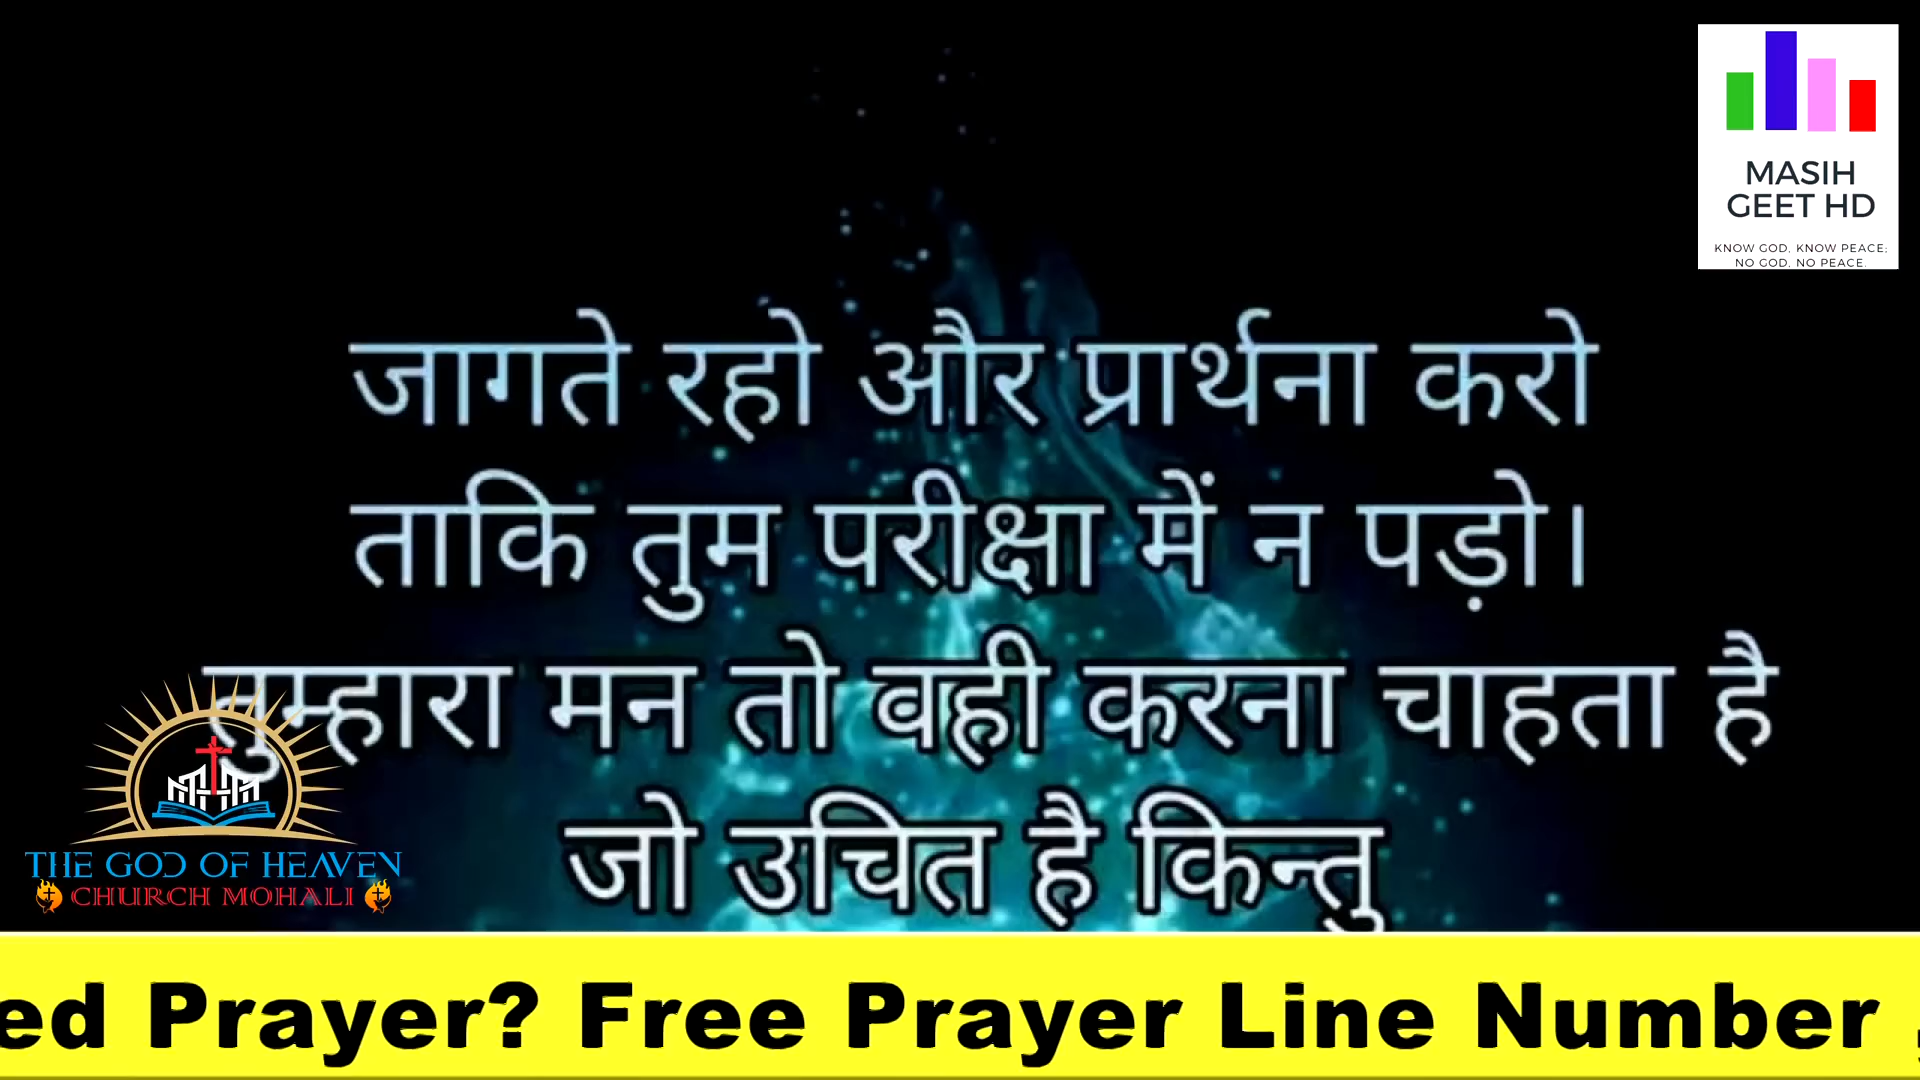 MASIH
GEET HD
KNOW GOD, KNOW PEACE;
NO GOD, NO PEACE.
जागते रहो और प्रार्थना करो
ताकि तुम परीक्षा में न पड़ो।
तुम्हारा मन तो वही करना चाहता है
जो उचित है किन्तु
THE GOD OF HEAVEN
CHURCH MOHALI
ed Prayer? Free Prayer Line Number